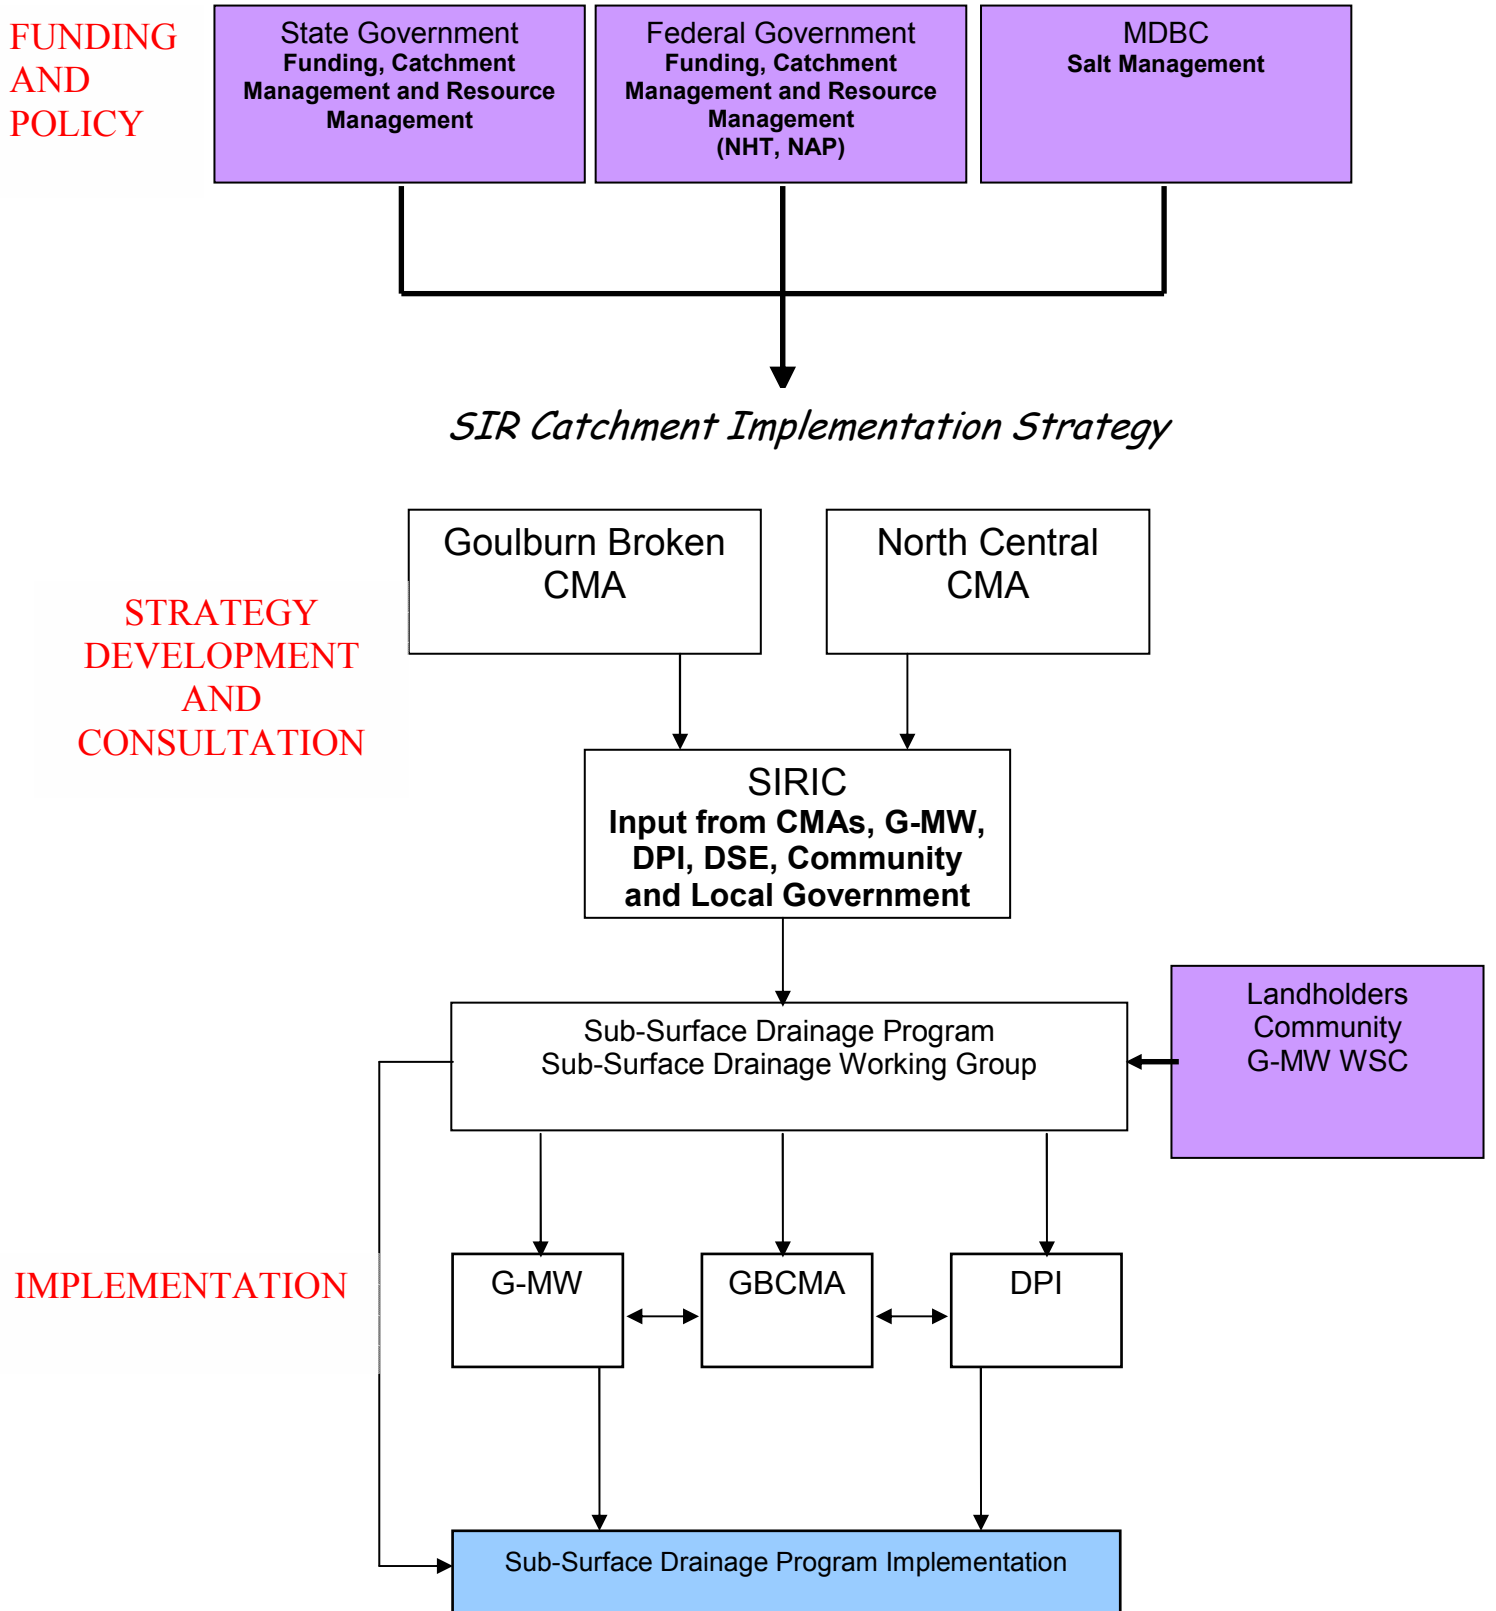 FUNDING
AND
POLICY
State Government
Funding, Catchment
Management and Resource
Management
Federal Government
Funding, Catchment
Management and Resource
Management
(NHT, NAP)
MDBC
Salt Management
SIR Catchment Implementation Strategy
Goulburn Broken
CMA
North Central
CMA
STRATEGY
DEVELOPMENT
AND
CONSULTATION
SIRIC
Input from CMAs, G-MW,
DPI, DSE, Community
and Local Government
Sub-Surface Drainage Program
Sub-Surface Drainage Working Group
Landholders
Community
G-MW WSC
IMPLEMENTATION
G-MW
GBCMA
DPI
Sub-Surface Drainage Program Implementation